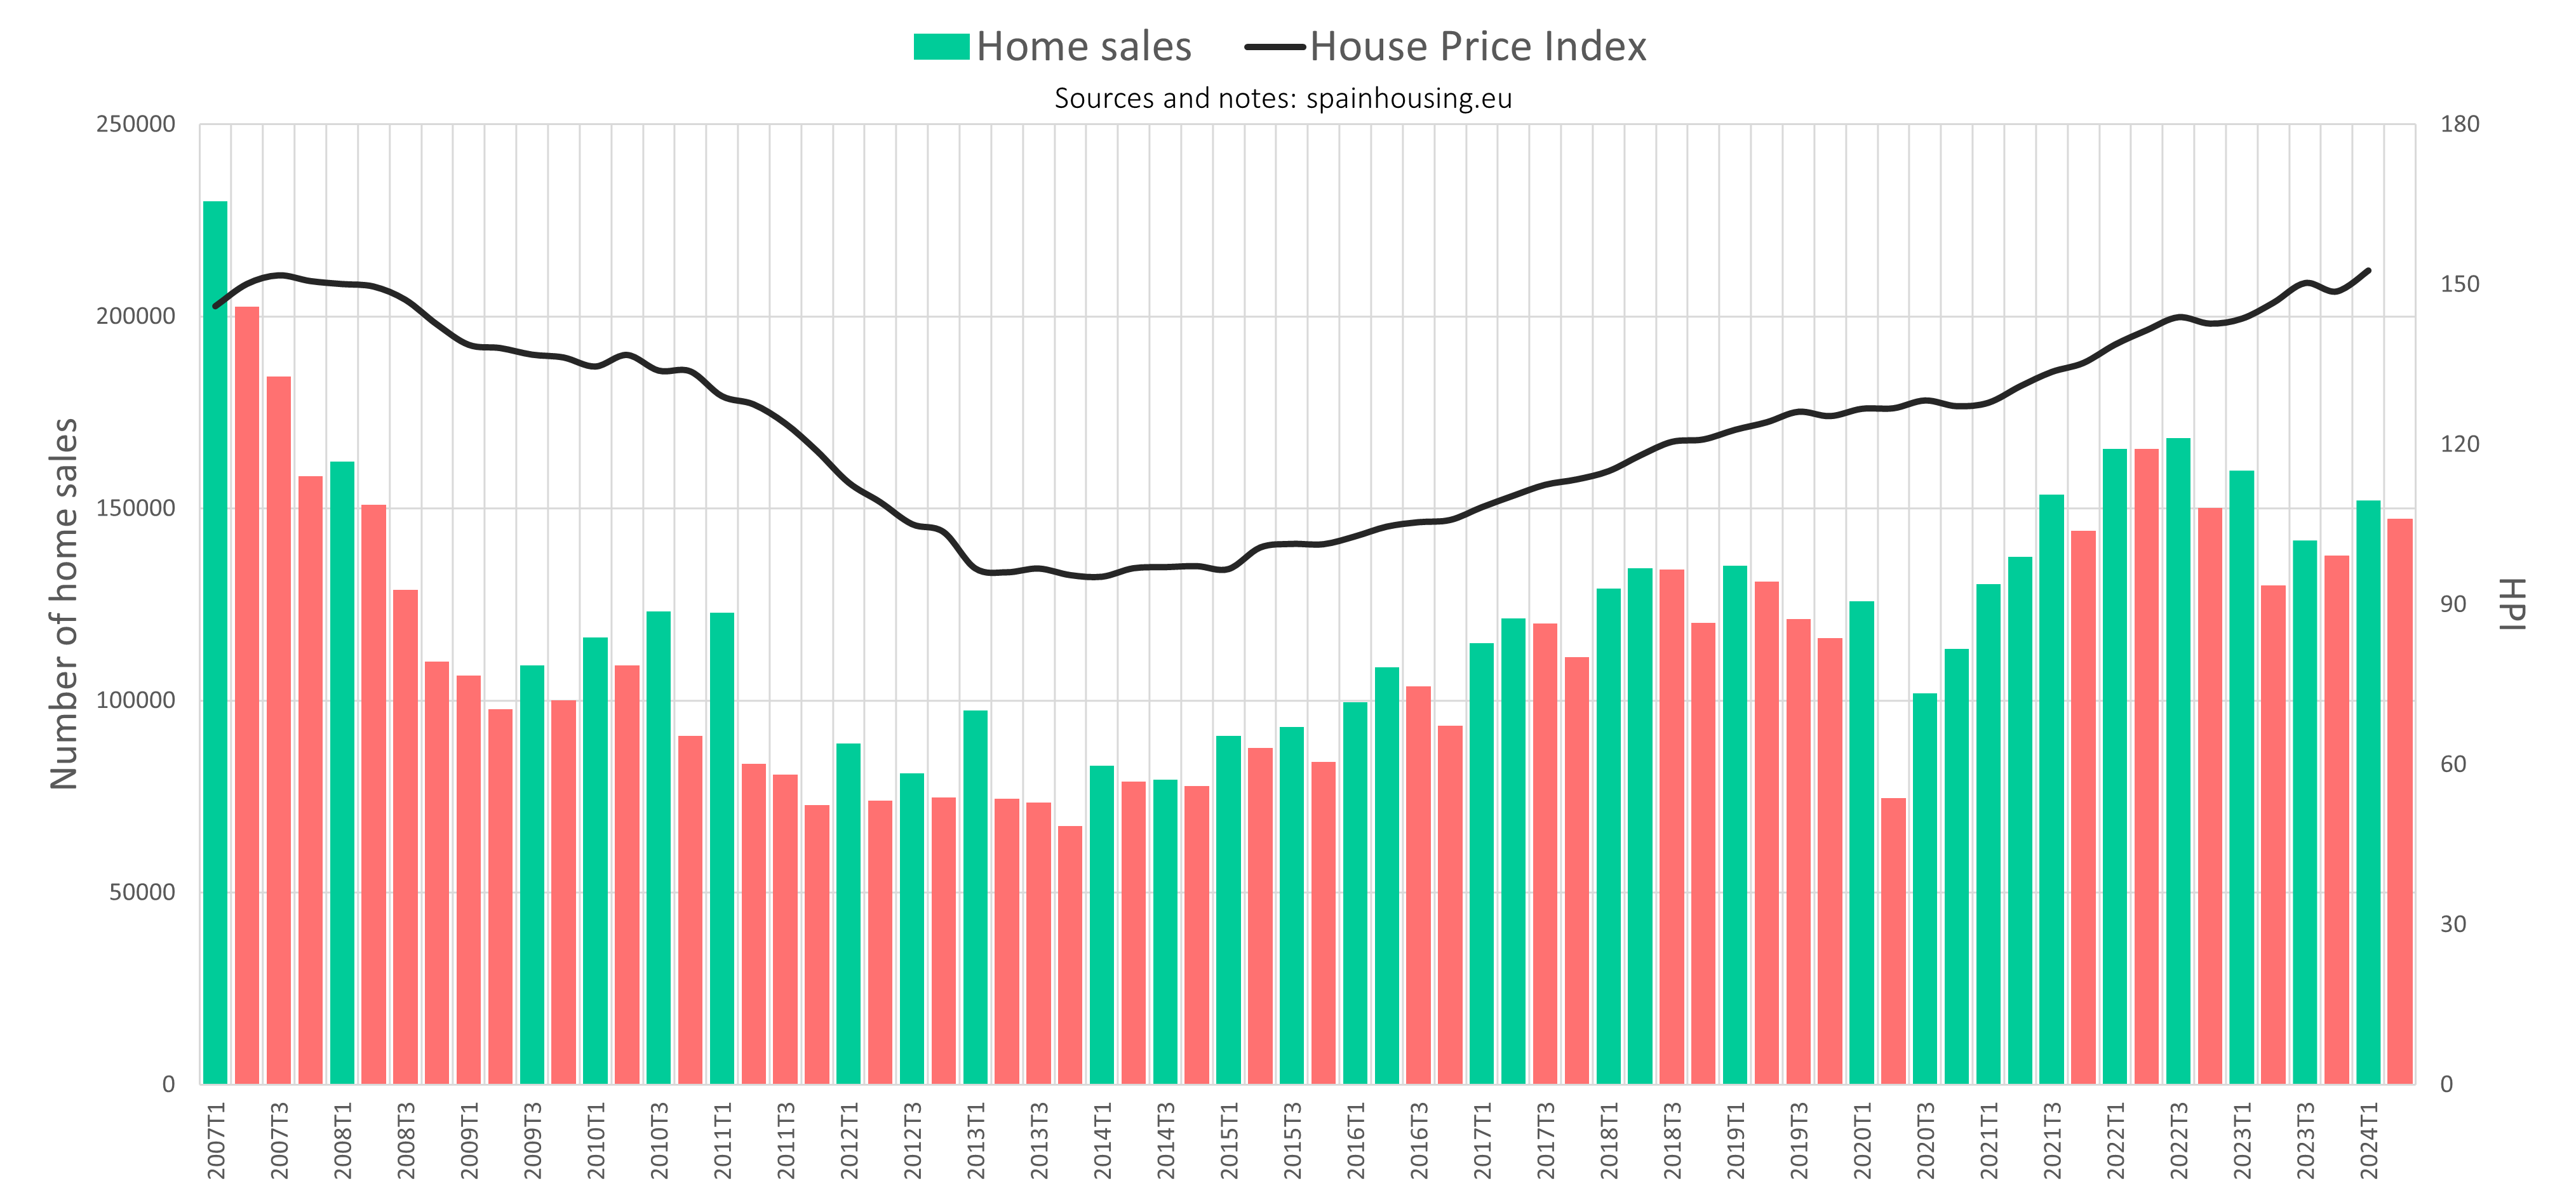 Home sales
House Price Index
Sources and notes: spainhousing.eu
Number of home sales
250000
200000
150000
100000
50000
0
180
150
120
90
60
30
0
HPI
2007T1
2007T3
2008T1
2008T3
2009T1
2009T3
2010T1
2010T3
2011T1
2011T3
2012T1
2012T3
2013T1
2013T3
2014T1
2014T3
2015T1
2015T3
2016T1
2016T3
2017T1
2017T3
2018T1
2018T3
2019T1
2019T3
2020T1
2020T3
2021T1
2021T3
2022T1
2022T3
2023T1
2023T3
2024T1